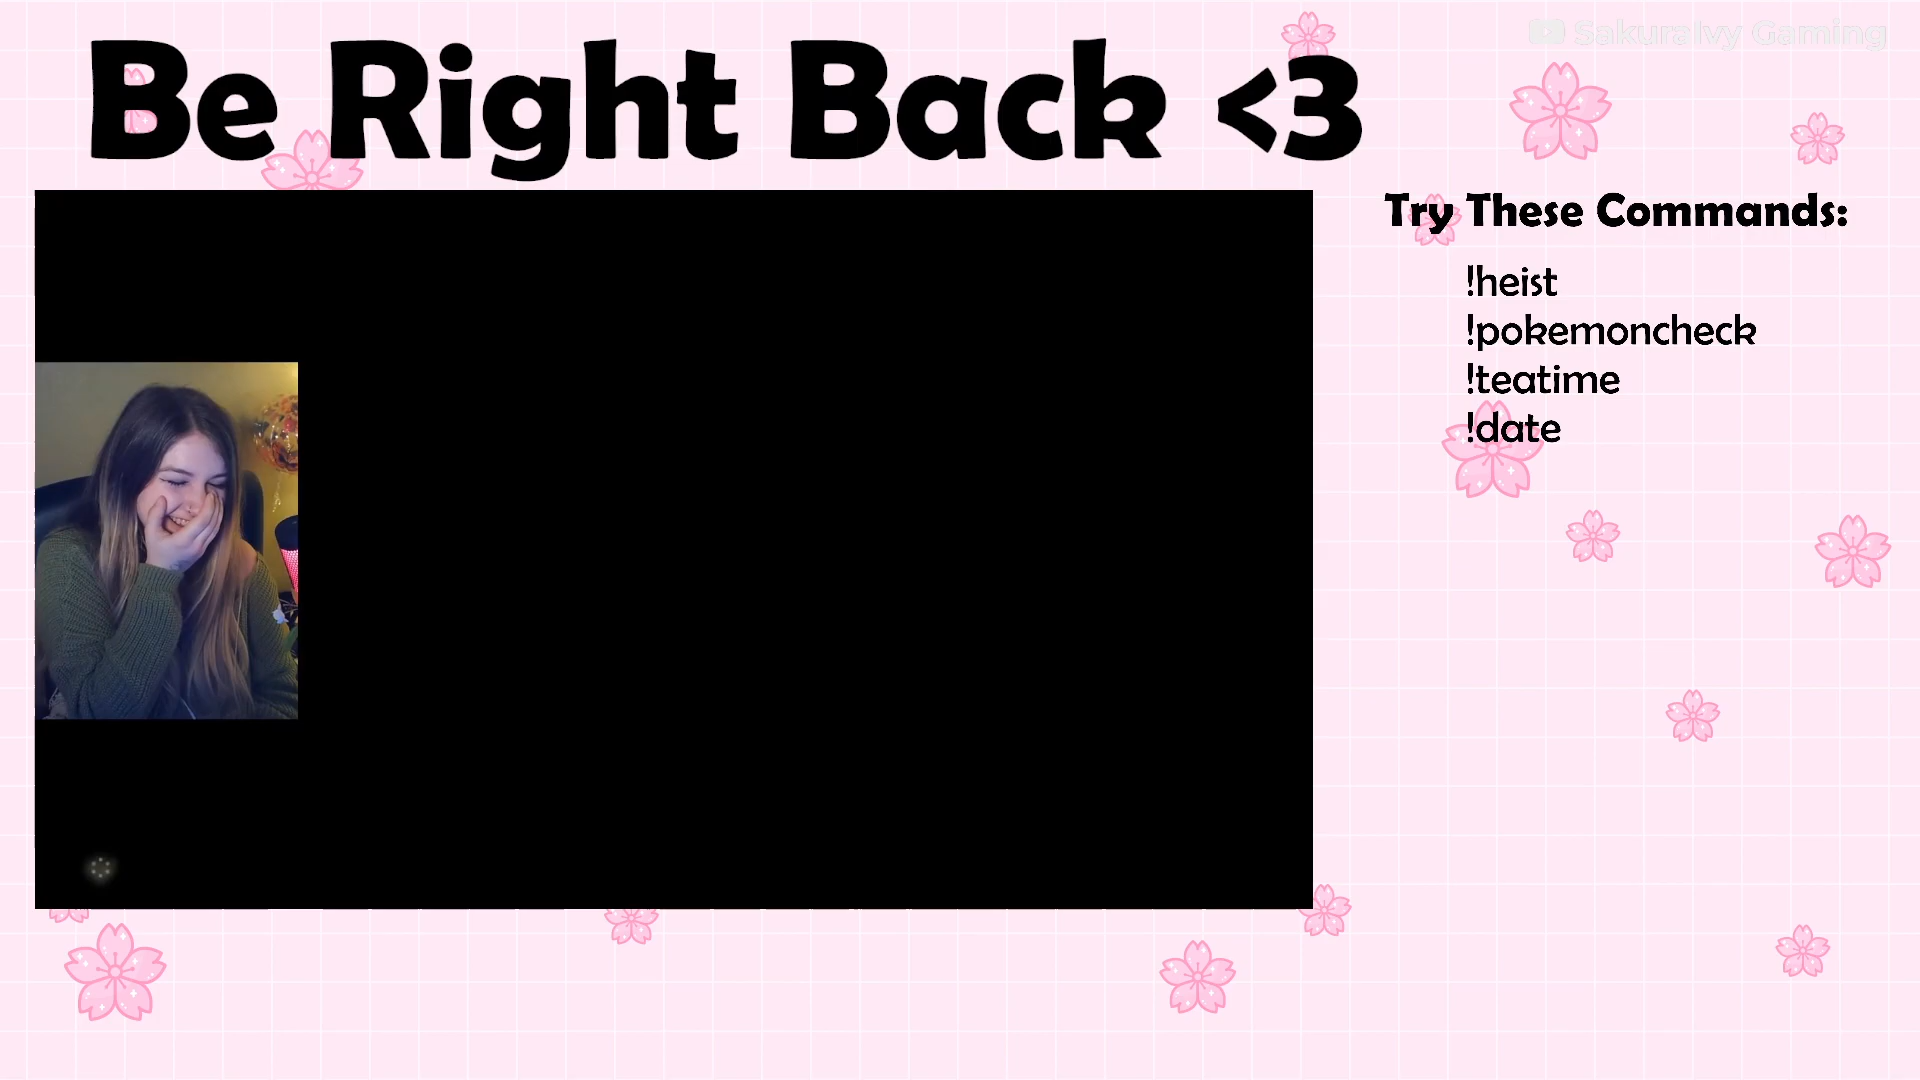 SakuraIvy Gaming
Be Right Back <3
Try These Commands:
!heist
!pokemoncheck
!teatime
!date